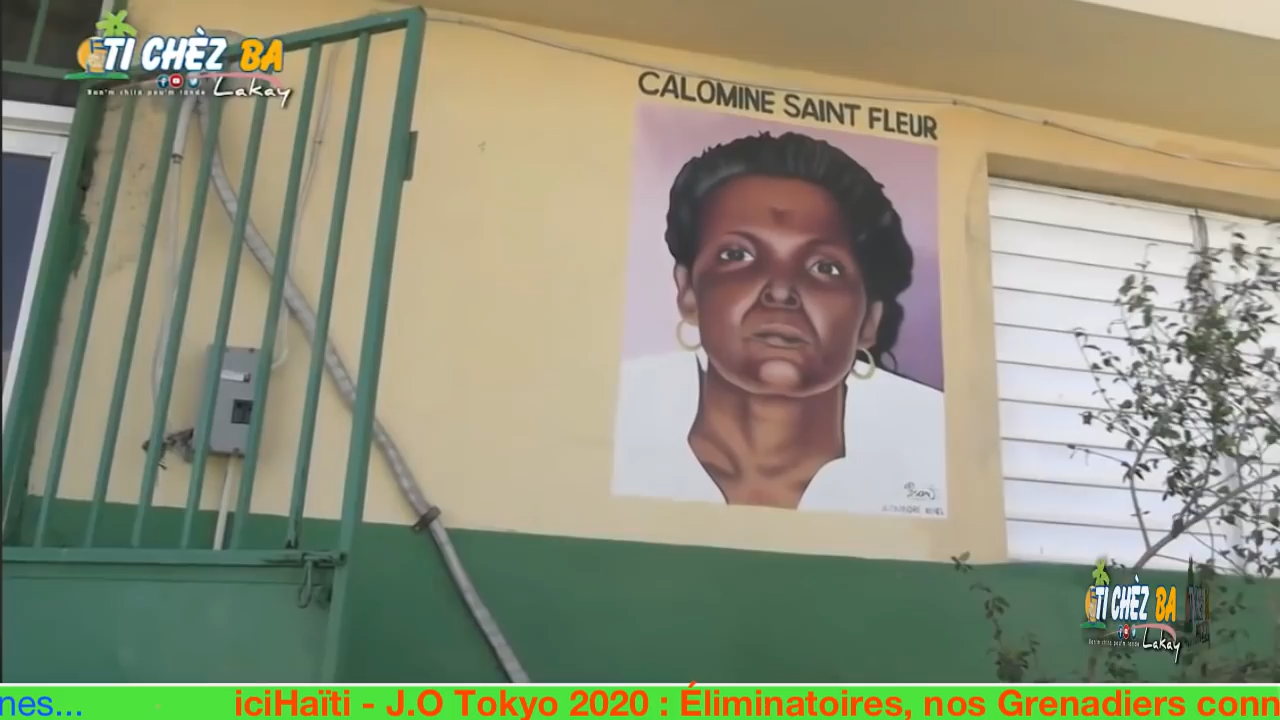 TI CHÈZ BA
Lakay
CALOMINE SAINT FLEUR
TI CHÈZ BA
Lakay
nes... iciHaïti - J.O Tokyo 2020 : Éliminatoires, nos Grenadiers conn